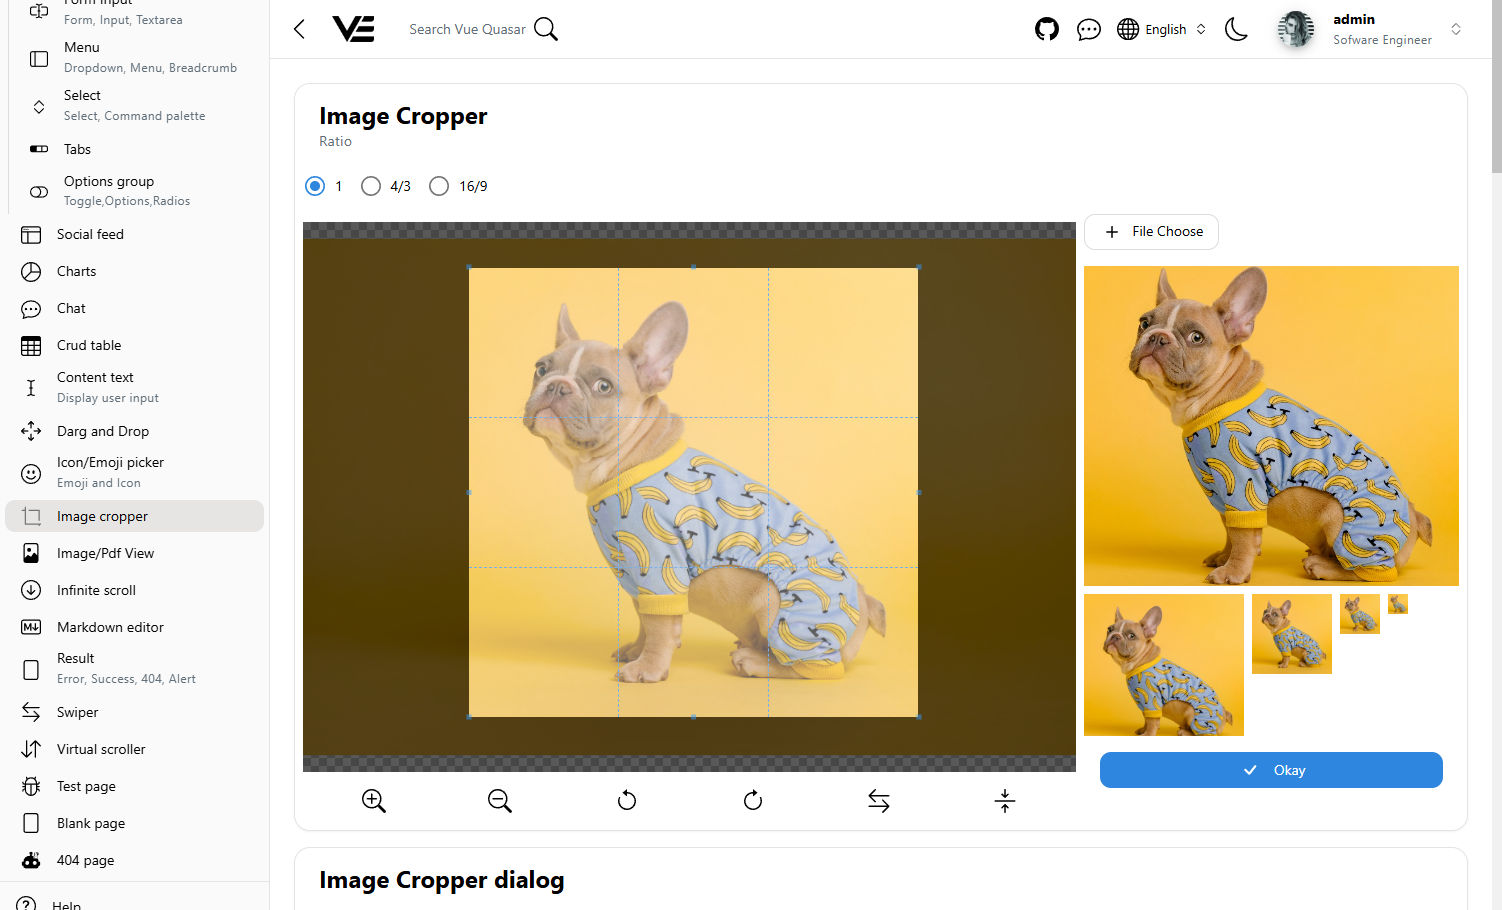 Form, Input, Textarea
Menu
Dropdown, Menu, Breadcrumb
Select
Select, Command palette
Tabs
Options group
Toggle,Options,Radios
Social feed
Charts
Chat
Crud table
Content text
Display user input
Darg and Drop
Icon/Emoji picker
Emoji and Icon
Image cropper
Image/Pdf View
Infinite scroll
Markdown editor
Result
Error, Success, 404, Alert
Swiper
Virtual scroller
Test page
Blank page
404 page
Help
VE
Search Vue Quasar
English
admin
Sofware Engineer
Image Cropper
Ratio
1
4/3
16/9
File Choose
Okay
Image Cropper dialog